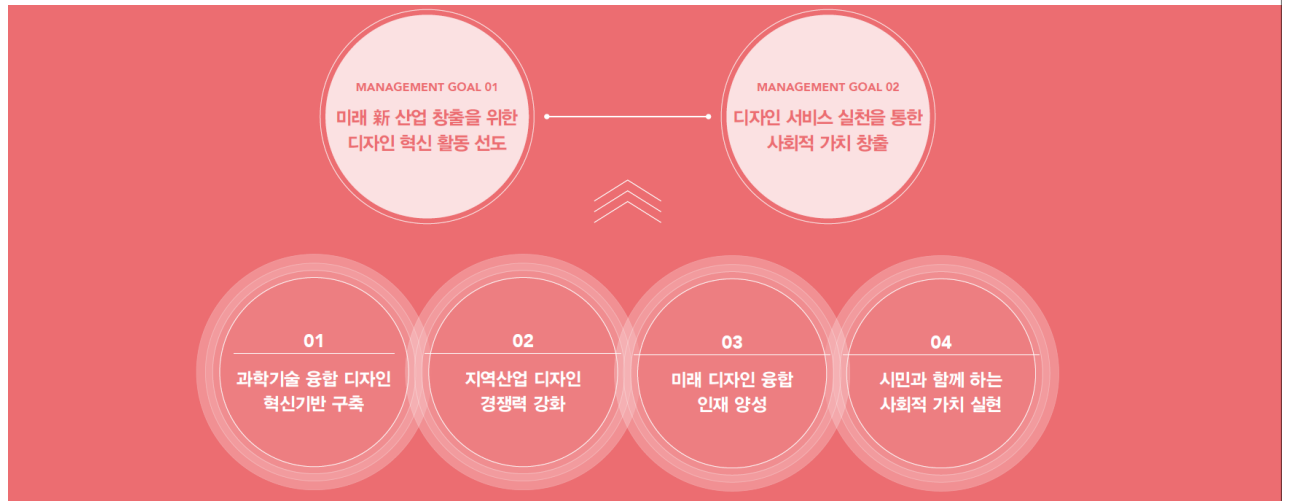 MANAGEMENT GOAL 01
미래 新 산업 창출을 위한
디자인 혁신 활동 선도
MANAGEMENT GOAL 02
디자인 서비스 실천을 통한
사회적 가치 창출
01
과학기술 융합 디자인
혁신기반 구축
02
지역산업 디자인
경쟁력 강화
03
미래 디자인 융합
인재 양성
04
시민과 함께 하는
사회적 가치 실현